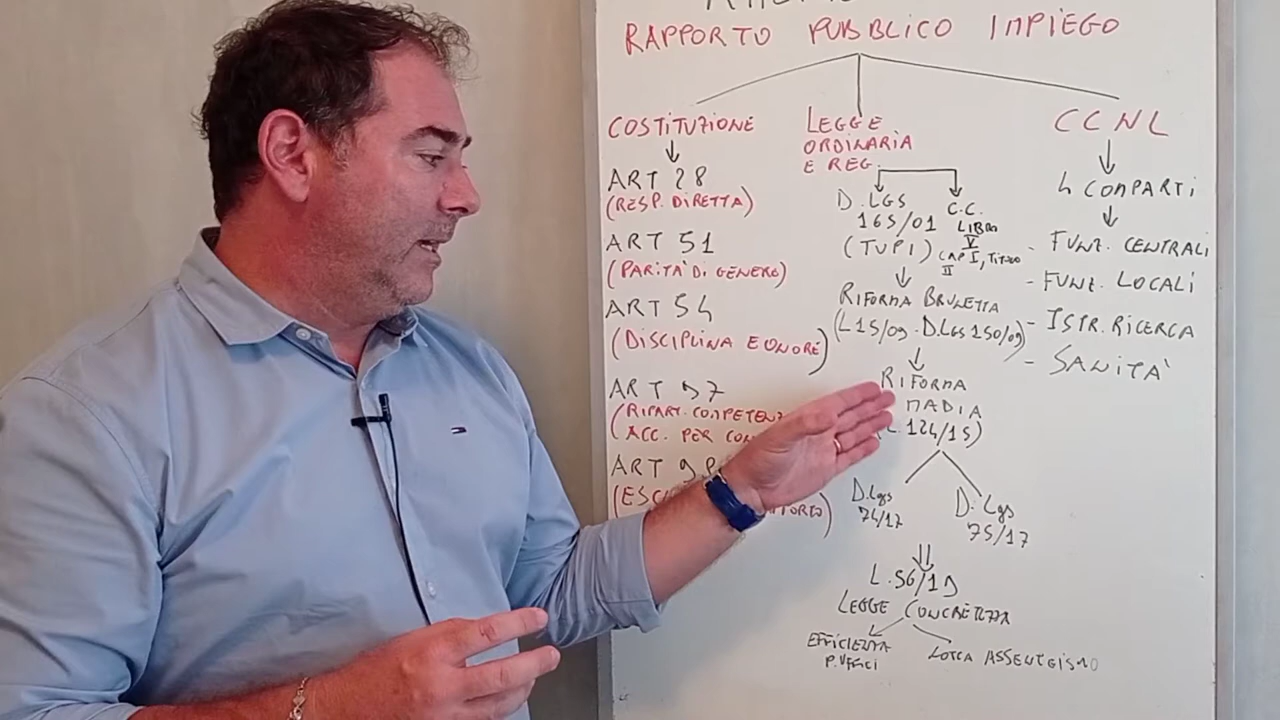 RAPPORTO PUBBLICO IMPIEGO
COSTITUZIONE
ART 28
(RESP. DIRETTA)
ART 51
(PARITA' DI GENERE)
ART 54
(DISCIPLINA E ONORE)
ART 97
(RIPART. COMPETENZ
ACC. PER CON
ART 98
(ESC
LEGGE
ORDINARIA
E REG.
D. LGS
165/01
(TUPI)
C.C.
LIBRO
V
CAP I, TITOLO
II
RIFORMA BRUNETTA
(L15/09 - D.Lgs 150/09)
RIFORMA
MADIA
L. 124/15)
D.Lgs
74/17
D.Lgs
75/17
L. 56/19
LEGGE CONCRETEZZA
EFFICIENZA
P. UFFICI
LOTTA ASSENTEISMO
CCNL
4 COMPARTI
- FUNZ. CENTRALI
- FUNZ. LOCALI
- ISTR. RICERCA
- SANITA'